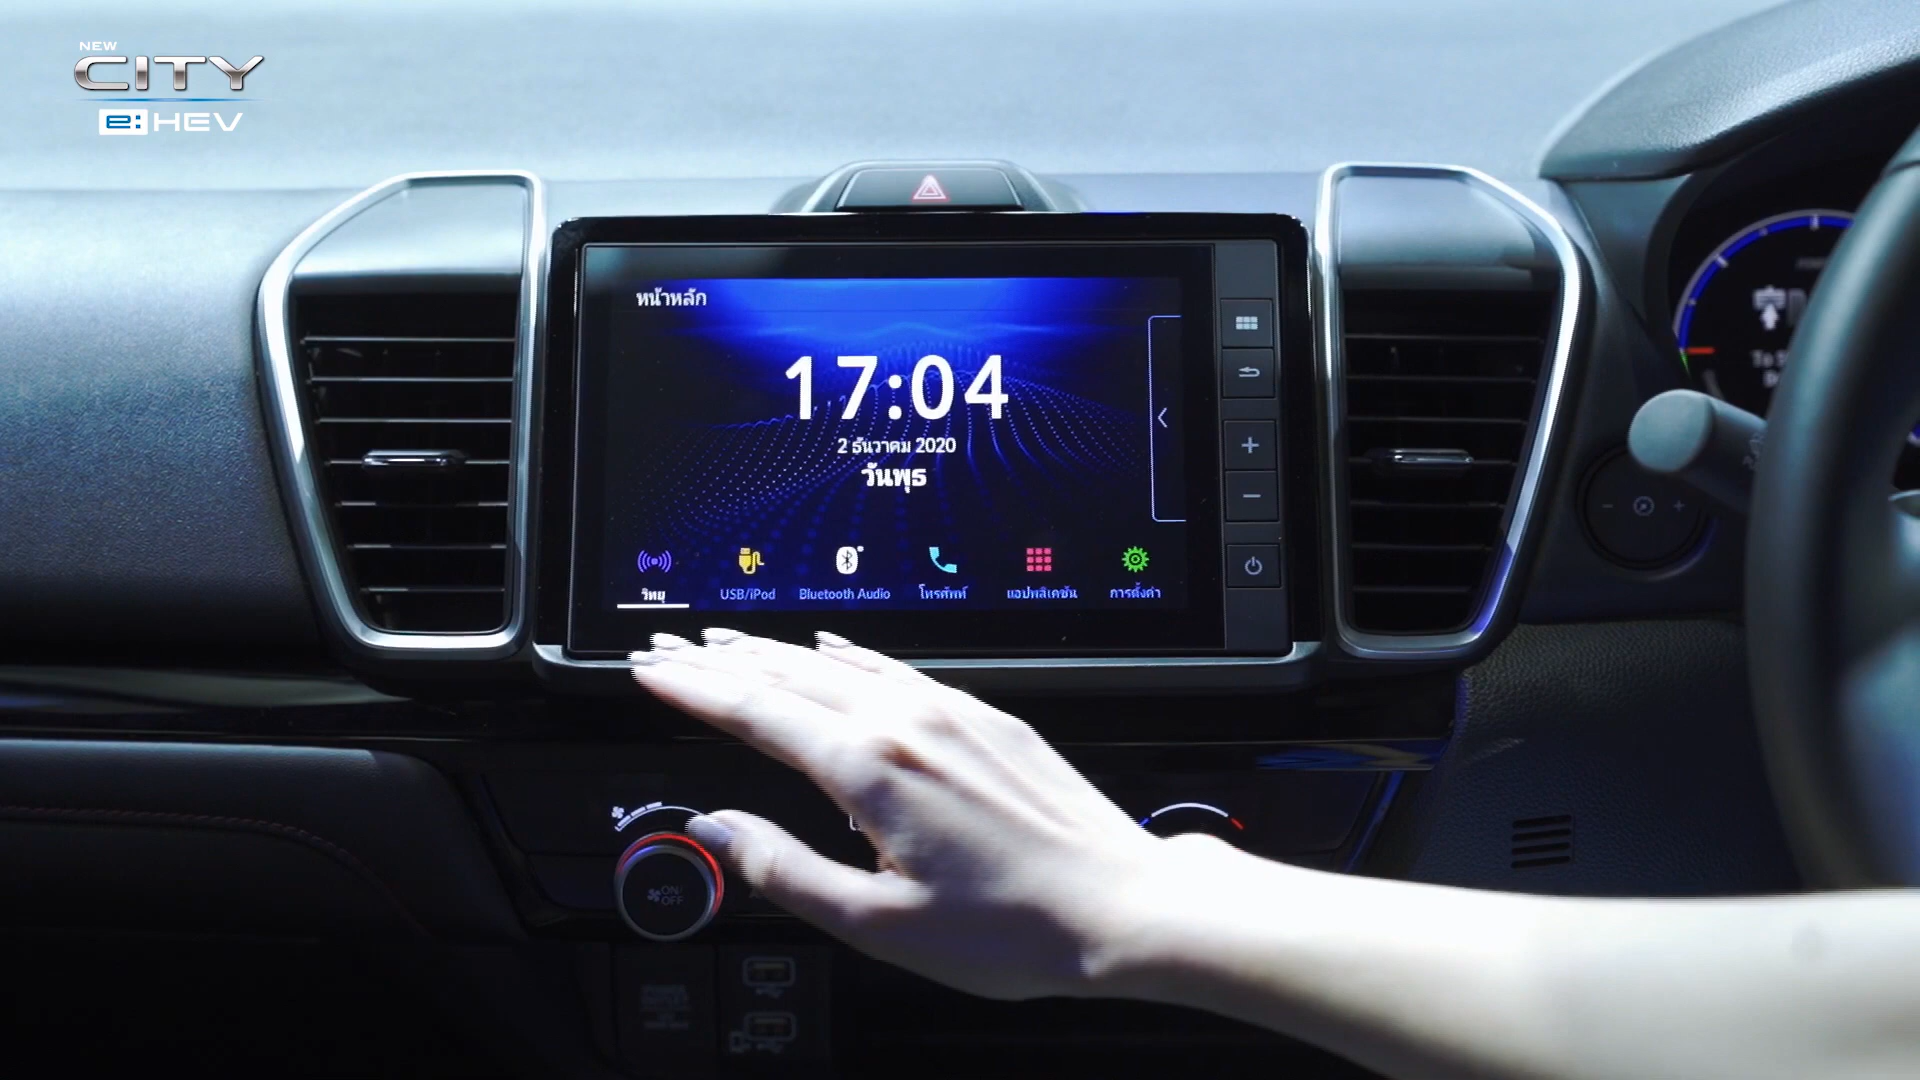 NEW
CITY
e:HEV
หน้าหลัก
17:04
2 ธันวาคม 2020
วันพุธ
วิทยุ
USB/iPod
Bluetooth Audio
โทรศัพท์
แอปพลิเคชัน
การตั้งค่า
ON/
OFF